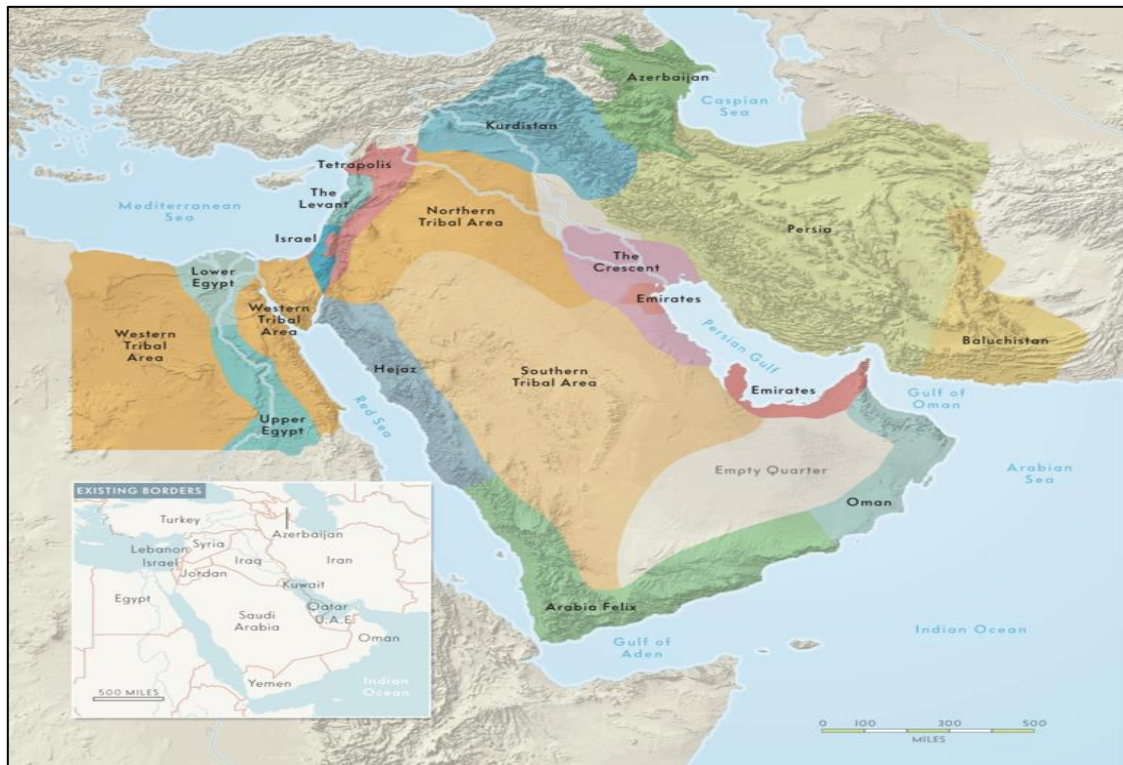 Azerbaijan
Caspian
Sea
Kurdistan
Tetrapolis
The
Levant
Mediterranean
Sea
Northern
Tribal Area
Israel
Persia
The
Crescent
Lower
Egypt
Emirates
Western
Tribal
Area
Western
Tribal
Area
Persian Gulf
Baluchistan
Hejaz
Southern
Tribal Area
Emirates
Gulf of
Oman
Red Sea
Upper
Egypt
Empty Quarter
Arabian
Sea
Oman
Arabia Felix
Gulf of
Aden
Indian Ocean
EXISTING BORDERS
Turkey
Azerbaijan
Lebanon
Syria
Israel
Iraq
Iran
Jordan
Kuwait
Egypt
Qatar
Saudi
Arabia
U.A.E.
Oman
Yemen
Indian
Ocean
500 MILES
0 100 300 500
MILES